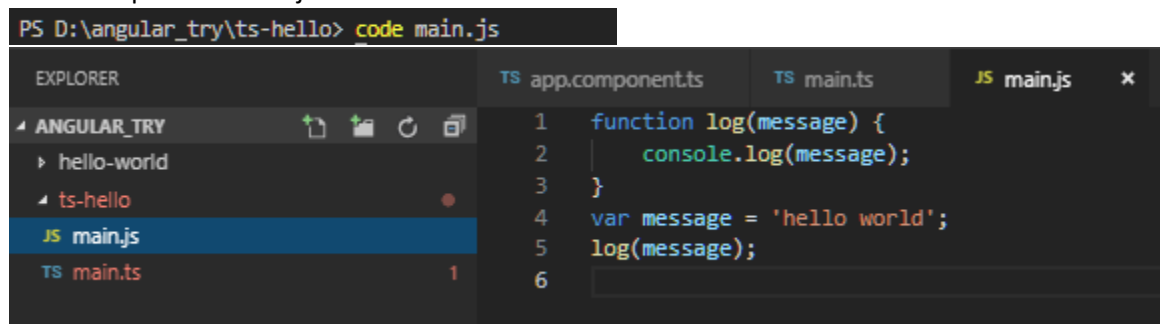 PS D:\angular_try\ts-hello> code main.js
EXPLORER
TS app.component.ts TS main.ts JS main.js ×
ANGULAR_TRY
hello-world
ts-hello
JS main.js
TS main.ts 1
1 function log(message) {
2 console.log(message);
3 }
4 var message = 'hello world';
5 log(message);
6